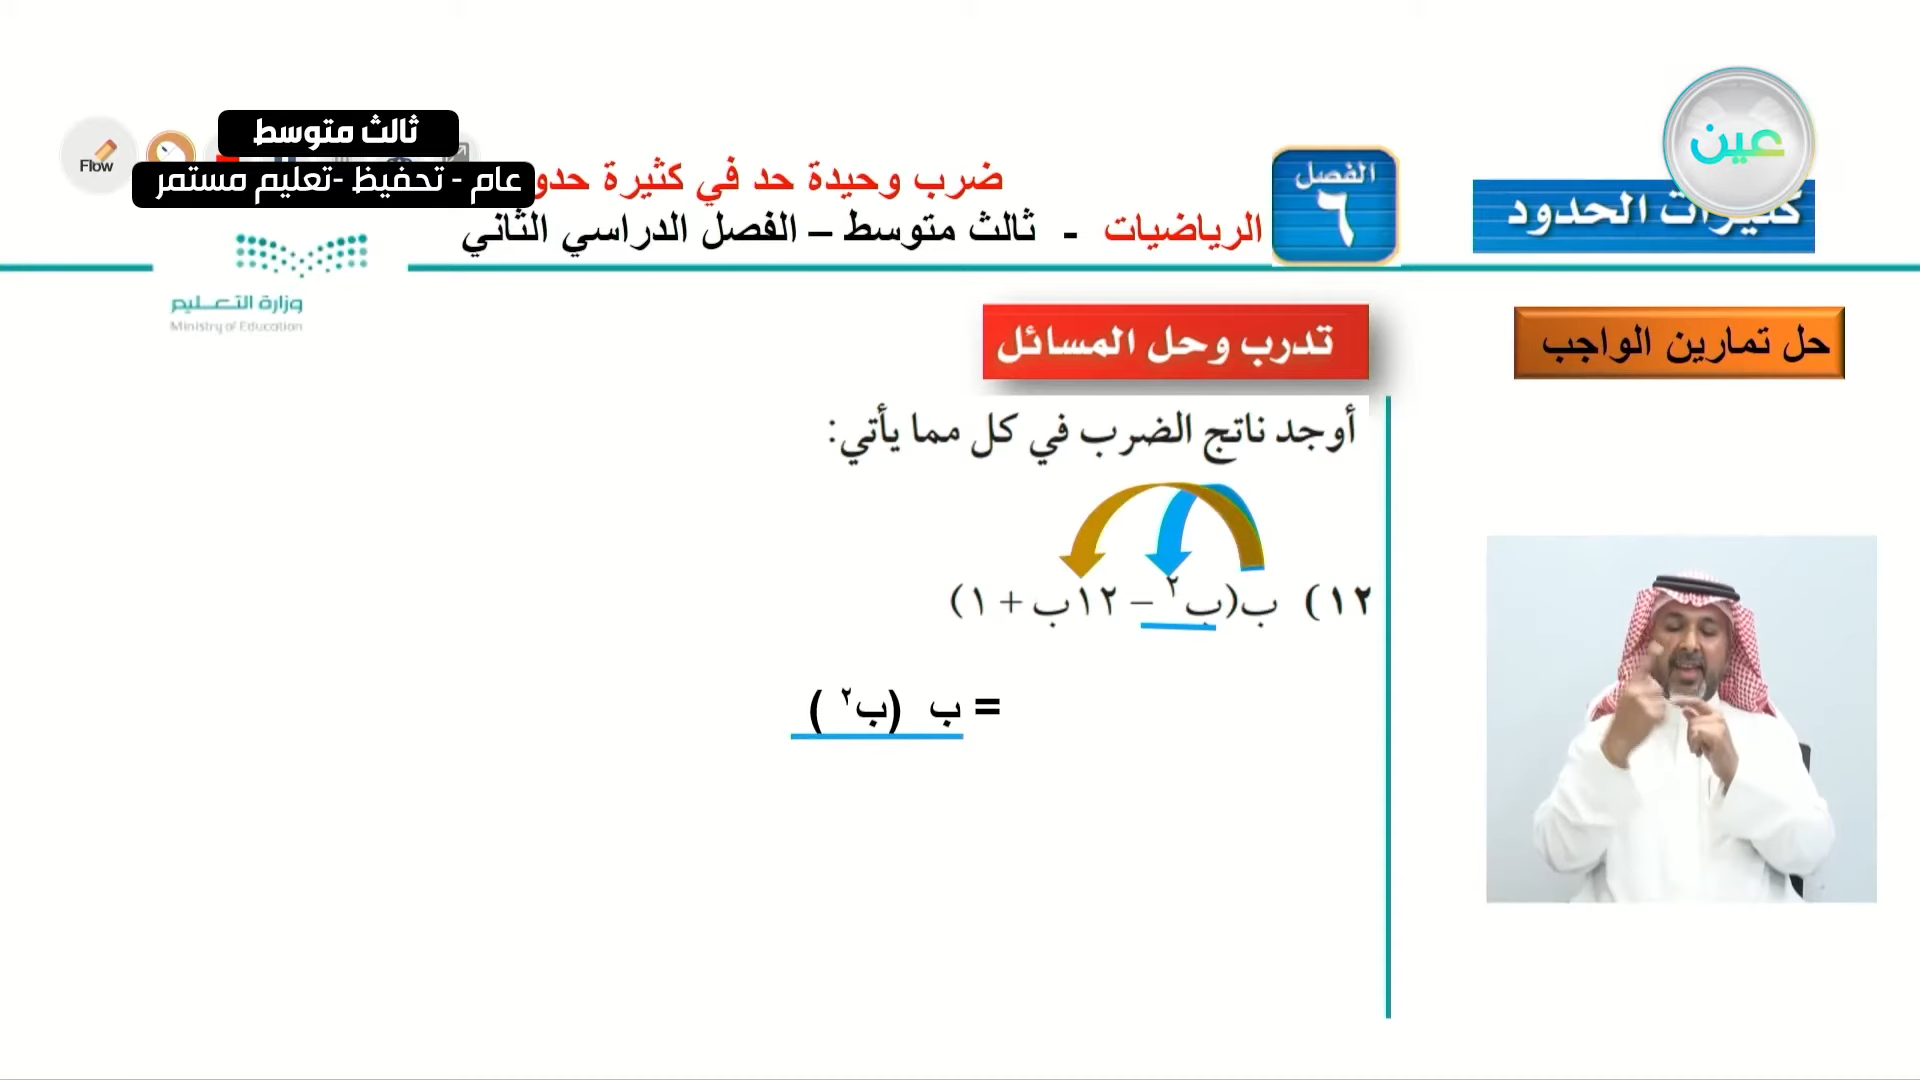 عين
كثيرات الحدود
الفصل ٦
ثالث متوسط
عام - تحفيظ -تعليم مستمر
Flow
ضرب وحيدة حد في كثيرة
الرياضيات - ثالث متوسط – الفصل الدراسي الثاني
وزارة التعليم
Ministry of Education
حل تمارين الواجب
تدرب وحل المسائل
أوجد ناتج الضرب في كل مما يأتي:
١٢) ب(ب٢ – ١٢ب + ١)
= ب (ب٢)